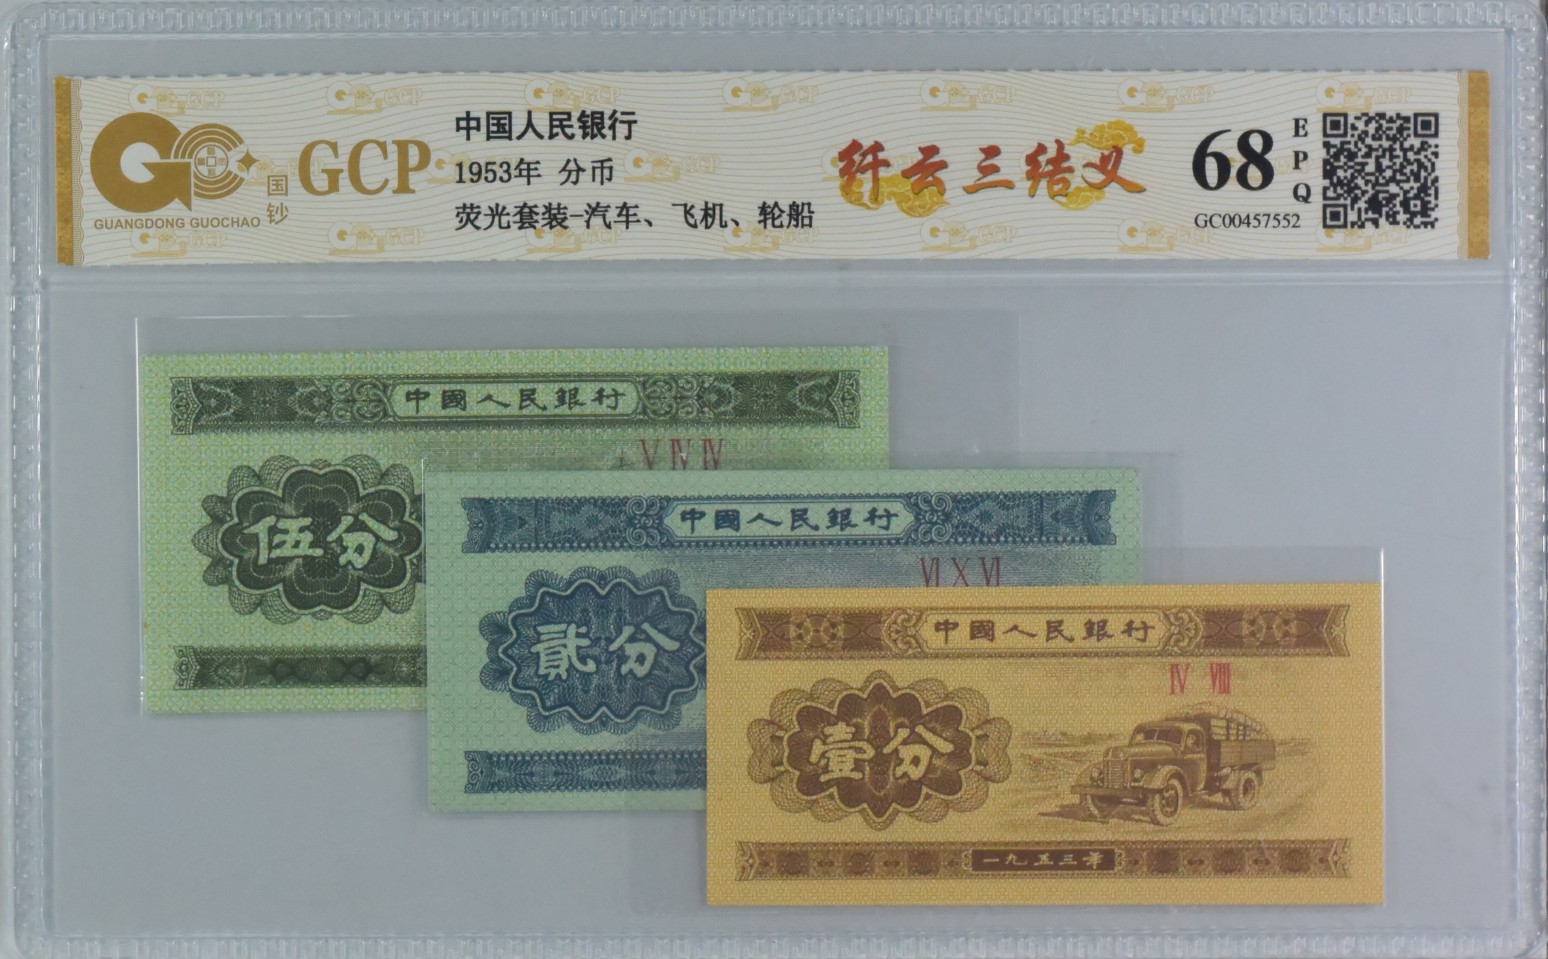 GCP
国钞
GUANGDONG GUOCHAO
中国人民银行
1953年 分币
荧光套装-汽车、飞机、轮船
纤云三结义
68
EPQ
GC00457552
中國人民銀行
V IV IV
伍分
中國人民銀行
VI X VI
貳分
中國人民銀行
IV VIII
壹分
一九五三年